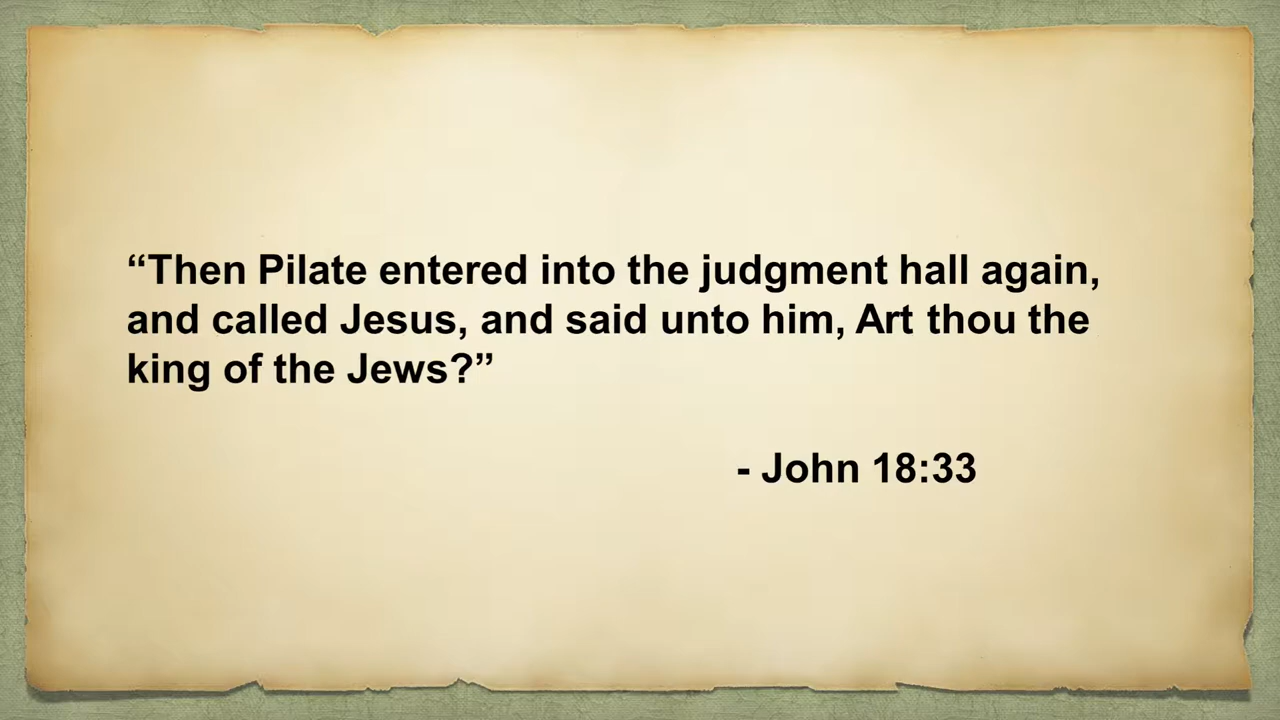 “Then Pilate entered into the judgment hall again,
and called Jesus, and said unto him, Art thou the
king of the Jews?”
- John 18:33